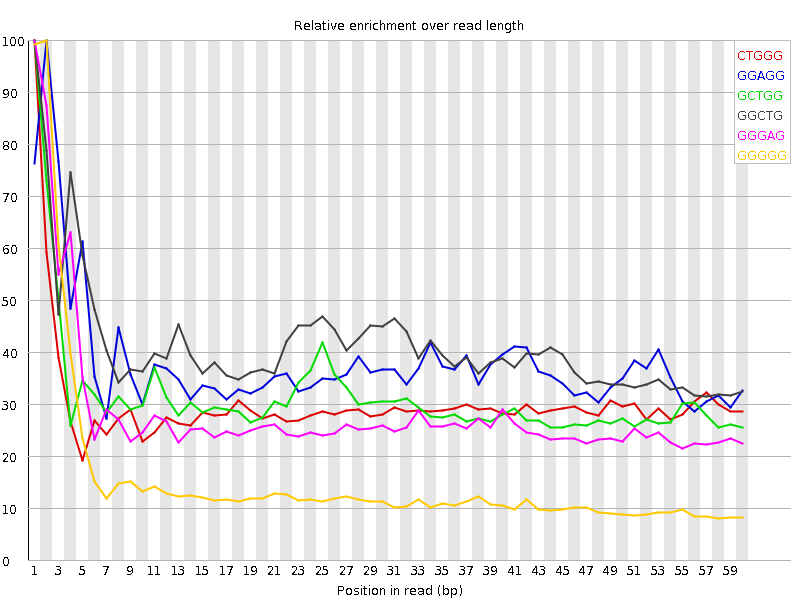 Relative enrichment over read length
100
90
80
70
60
50
40
30
20
10
0
CTGGG
GGAGG
GCTGG
GGCTG
GGGAG
GGGGG
1 3 5 7 9 11 13 15 17 19 21 23 25 27 29 31 33 35 37 39 41 43 45 47 49 51 53 55 57 59
Position in read (bp)